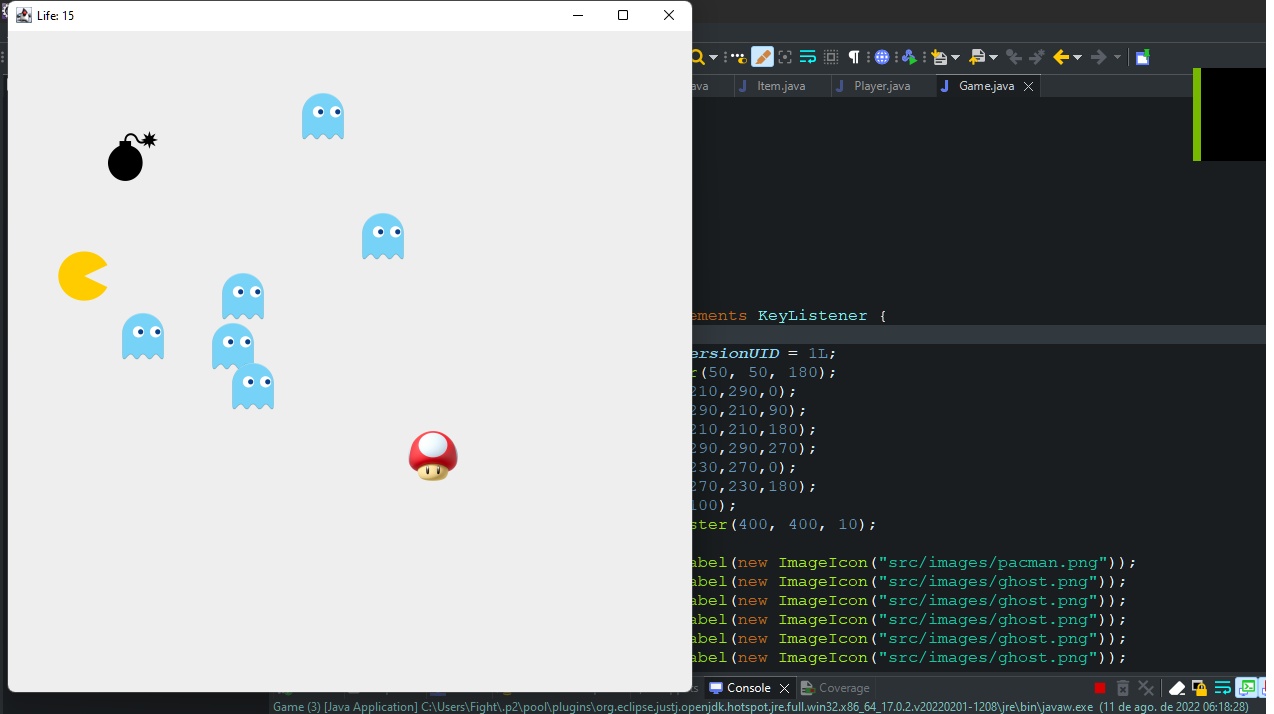 Life: 15
ava
Item.java
Player.java
Game.java
ements KeyListener {
ersionUID = 1L;
r(50, 50, 180);
210,290,0);
290,210,90);
210,210,180);
290,290,270);
230,270,0);
270,230,180);
100);
ster(400, 400, 10);
abel(new ImageIcon("src/images/pacman.png"));
abel(new ImageIcon("src/images/ghost.png"));
abel(new ImageIcon("src/images/ghost.png"));
abel(new ImageIcon("src/images/ghost.png"));
abel(new ImageIcon("src/images/ghost.png"));
abel(new ImageIcon("src/images/ghost.png"));
Console
Coverage
Game (3) [Java Application] C:\Users\Fight\.p2\pool\plugins\org.eclipse.justj.openjdk.hotspot.jre.full.win32.x86_64_17.0.2.v20220201-1208\jre\bin\javaw.exe (11 de ago. de 2022 06:18:28)